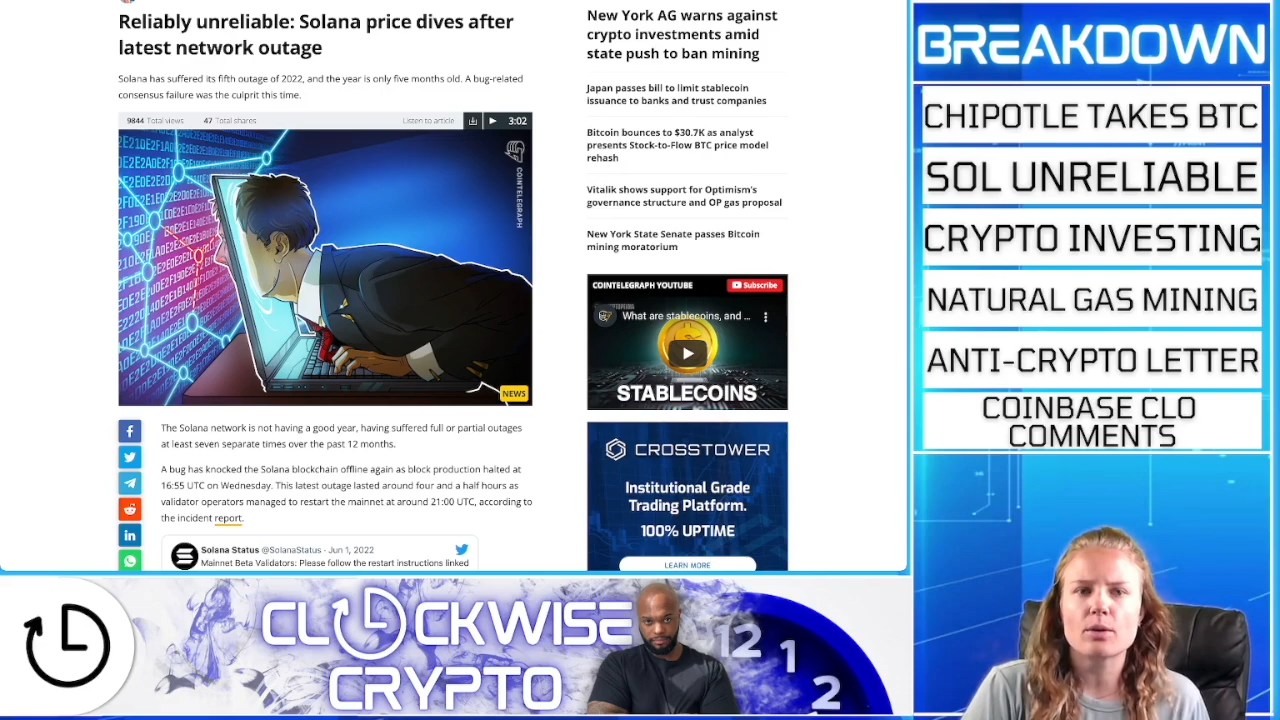 Reliably unreliable: Solana price dives after
latest network outage
Solana has suffered its fifth outage of 2022, and the year is only five months old. A bug-related
consensus failure was the culprit this time.
9844 Total views 47 Total shares Listen to article 3:02
COINTELEGRAPH
NEWS
The Solana network is not having a good year, having suffered full or partial outages
at least seven separate times over the past 12 months.
A bug has knocked the Solana blockchain offline again as block production halted at
16:55 UTC on Wednesday. This latest outage lasted around four and a half hours as
validator operators managed to restart the mainnet at around 21:00 UTC, according to
the incident report.
Solana Status @SolanaStatus · Jun 1, 2022
Mainnet Beta Validators: Please follow the restart instructions linked
New York AG warns against
crypto investments amid
state push to ban mining
Japan passes bill to limit stablecoin
issuance to banks and trust companies
Bitcoin bounces to $30.7K as analyst
presents Stock-to-Flow BTC price model
rehash
Vitalik shows support for Optimism's
governance structure and OP gas proposal
New York State Senate passes Bitcoin
mining moratorium
COINTELEGRAPH YOUTUBE Subscribe
What are stablecoins, and ...
STABLECOINS
CROSSTOWER
Institutional Grade
Trading Platform.
100% UPTIME
LEARN MORE
BREAKDOWN
CHIPOTLE TAKES BTC
SOL UNRELIABLE
CRYPTO INVESTING
NATURAL GAS MINING
ANTI-CRYPTO LETTER
COINBASE CLO
COMMENTS
CLOCKWISE
CRYPTO
12 1
2